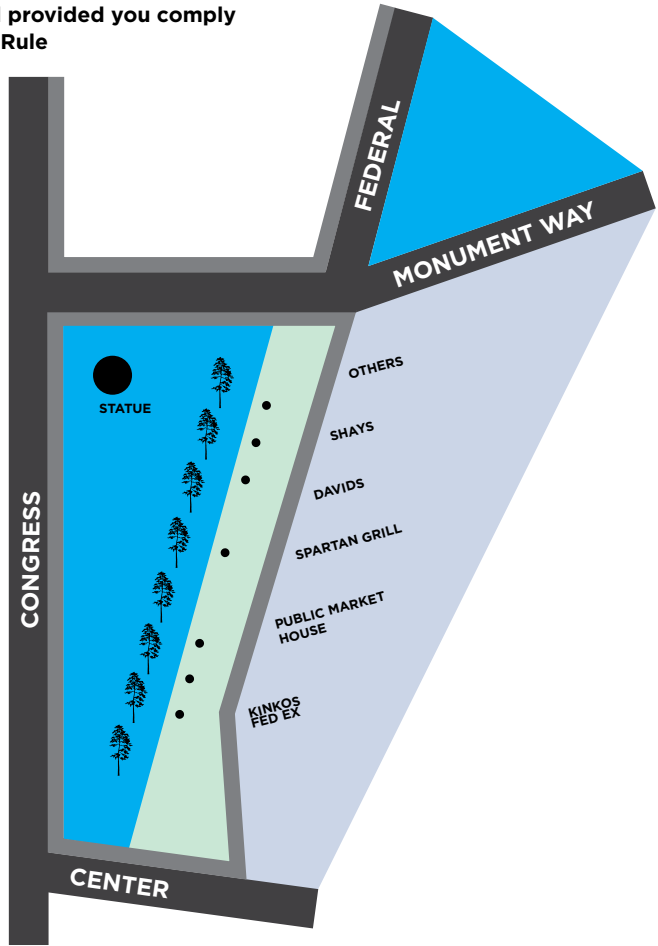 provided you comply
Rule
FEDERAL
MONUMENT WAY
OTHERS
STATUE
SHAYS
DAVIDS
CONGRESS
SPARTAN GRILL
PUBLIC MARKET
HOUSE
KINKOS
FED EX
CENTER